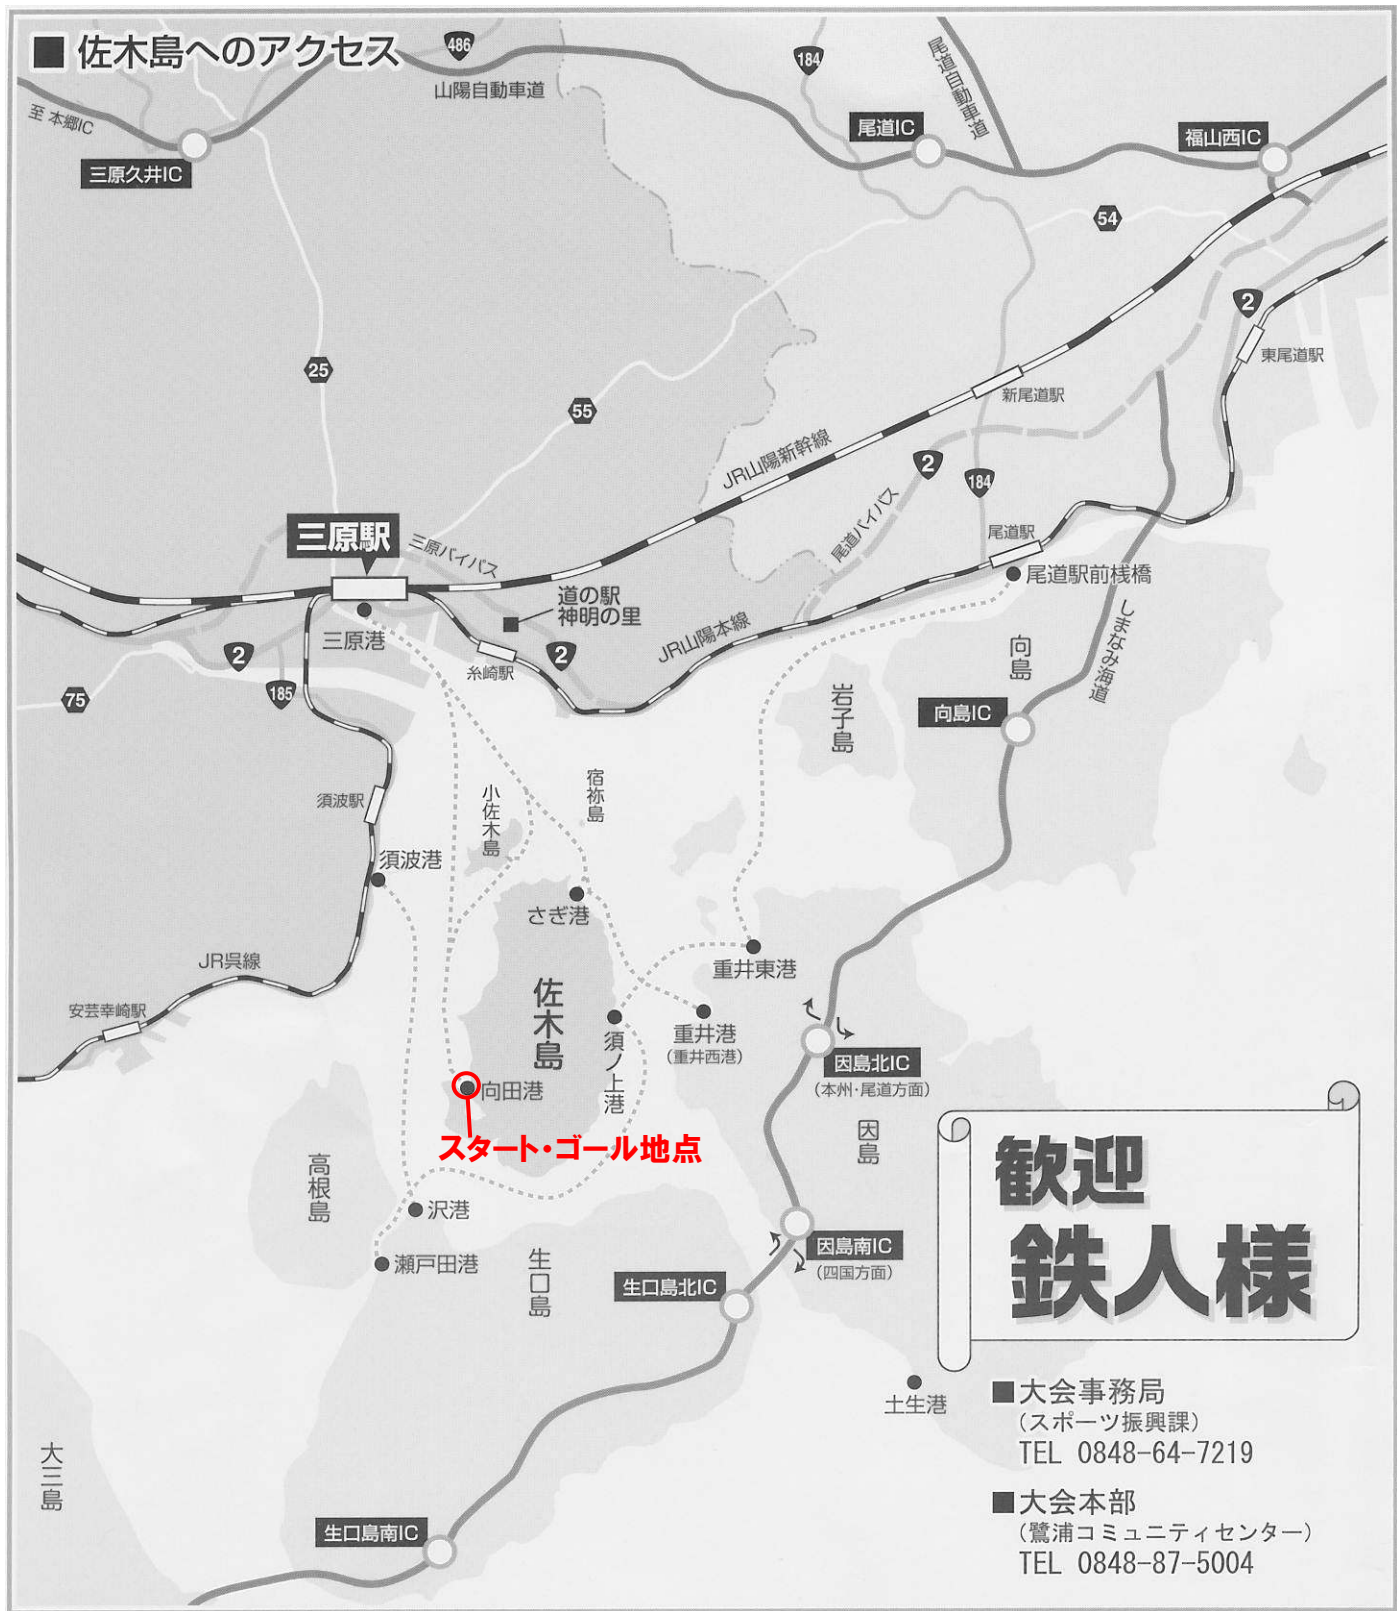 ■ 佐木島へのアクセス
486
山陽自動車道
184
尾道自動車道
至 本郷IC
三原久井IC
尾道IC
福山西IC
54
2
東尾道駅
25
55
新尾道駅
JR山陽新幹線
2
184
尾道バイパス
三原駅
三原バイパス
尾道駅
尾道駅前桟橋
道の駅
神明の里
三原港
JR山陽本線
しまなみ海道
2
糸崎駅
2
向島
185
75
岩子島
向島IC
須波駅
小佐木島
宿祢島
須波港
さぎ港
重井東港
JR呉線
佐木島
安芸幸崎駅
須ノ上港
重井港
(重井西港)
因島北IC
(本州・尾道方面)
向田港
スタート・ゴール地点
因島
高根島
沢港
瀬戸田港
生口島
因島南IC
(四国方面)
生口島北IC
歓迎
鉄人様
土生港
■大会事務局
(スポーツ振興課)
TEL 0848-64-7219
大三島
■大会本部
(鷺浦コミュニティセンター)
TEL 0848-87-5004
生口島南IC